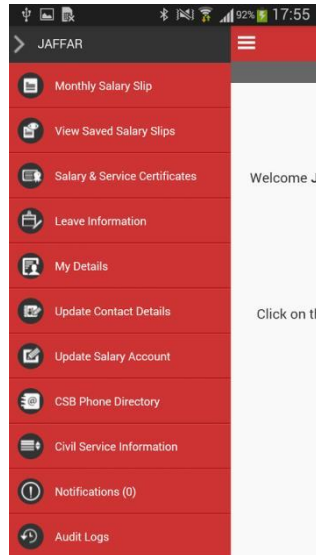 92% 17:55
JAFFAR
Monthly Salary Slip
View Saved Salary Slips
Salary & Service Certificates
Welcome J
Leave Information
My Details
Update Contact Details
Click on th
Update Salary Account
CSB Phone Directory
Civil Service Information
Notifications (0)
Audit Logs